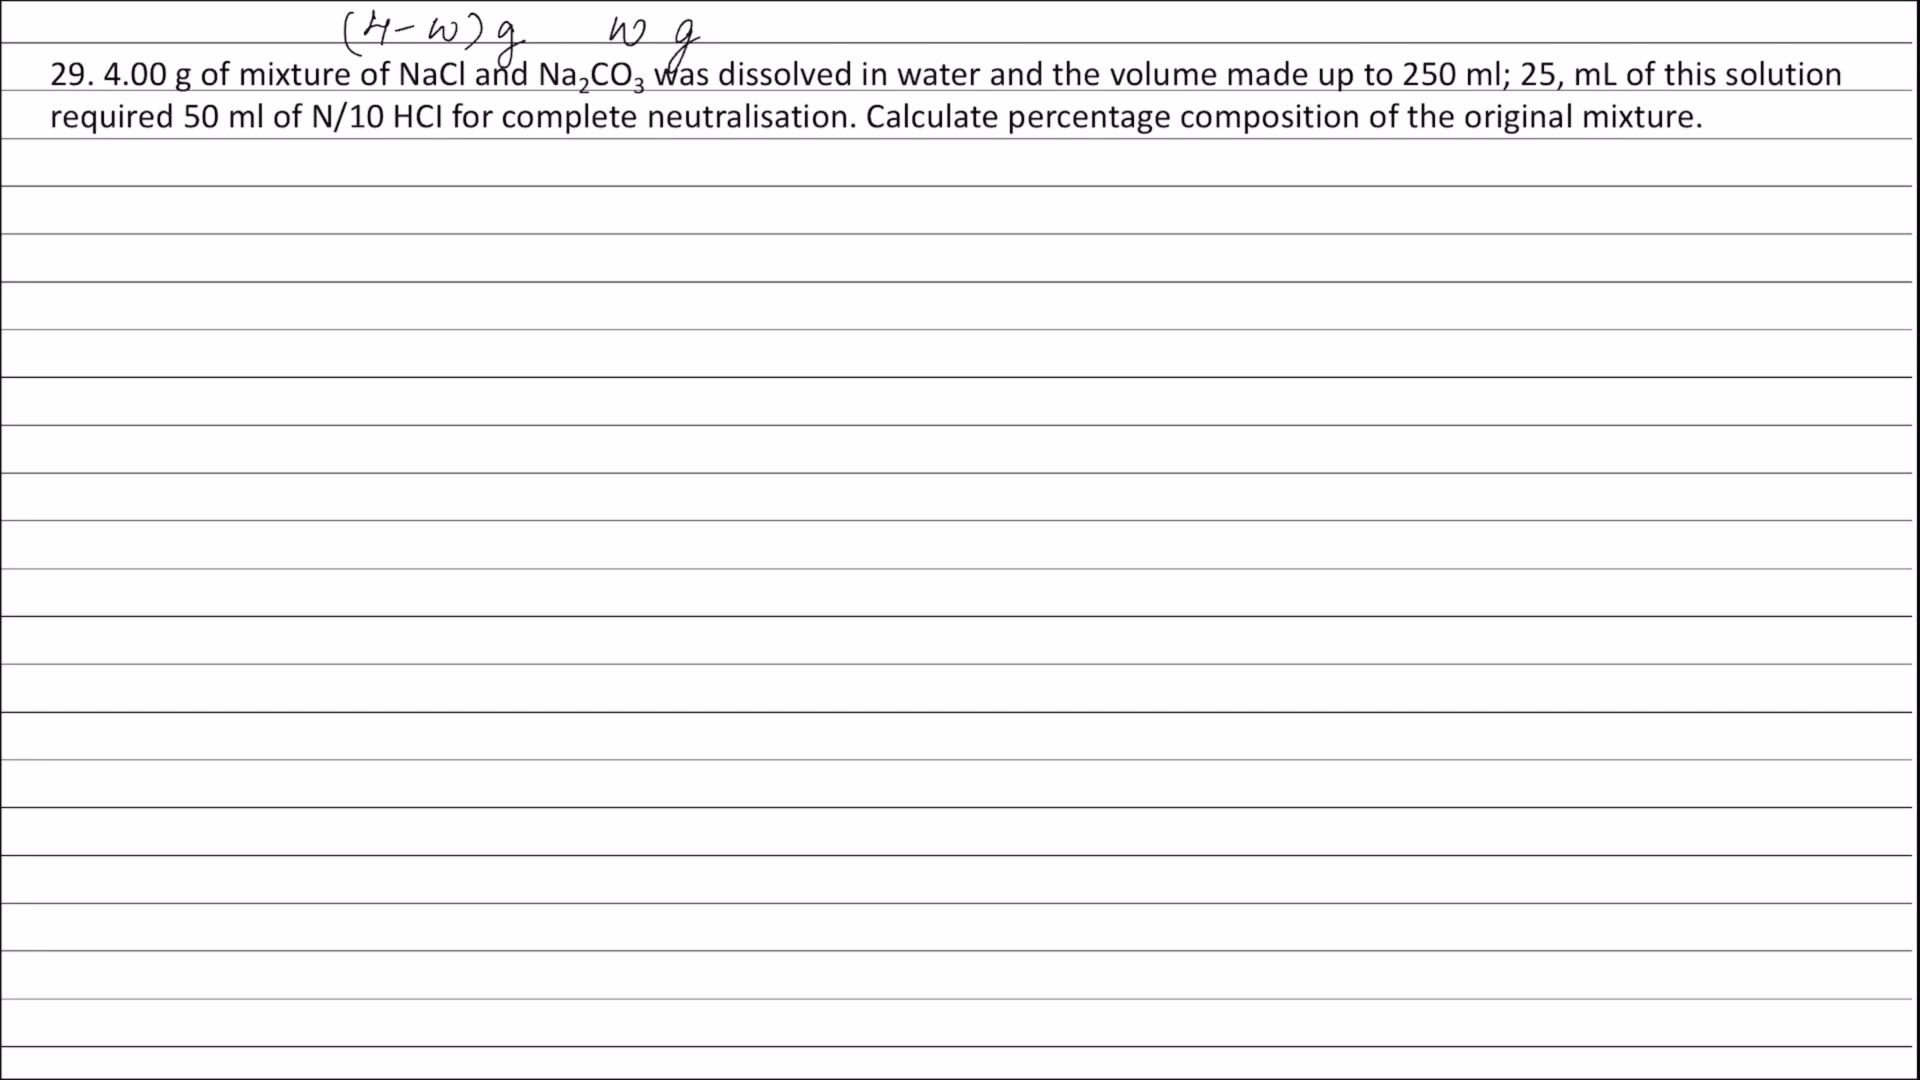 (4-w)g w g
29. 4.00 g of mixture of NaCl and Na₂CO₃ was dissolved in water and the volume made up to 250 ml; 25, mL of this solution
required 50 ml of N/10 HCl for complete neutralisation. Calculate percentage composition of the original mixture.